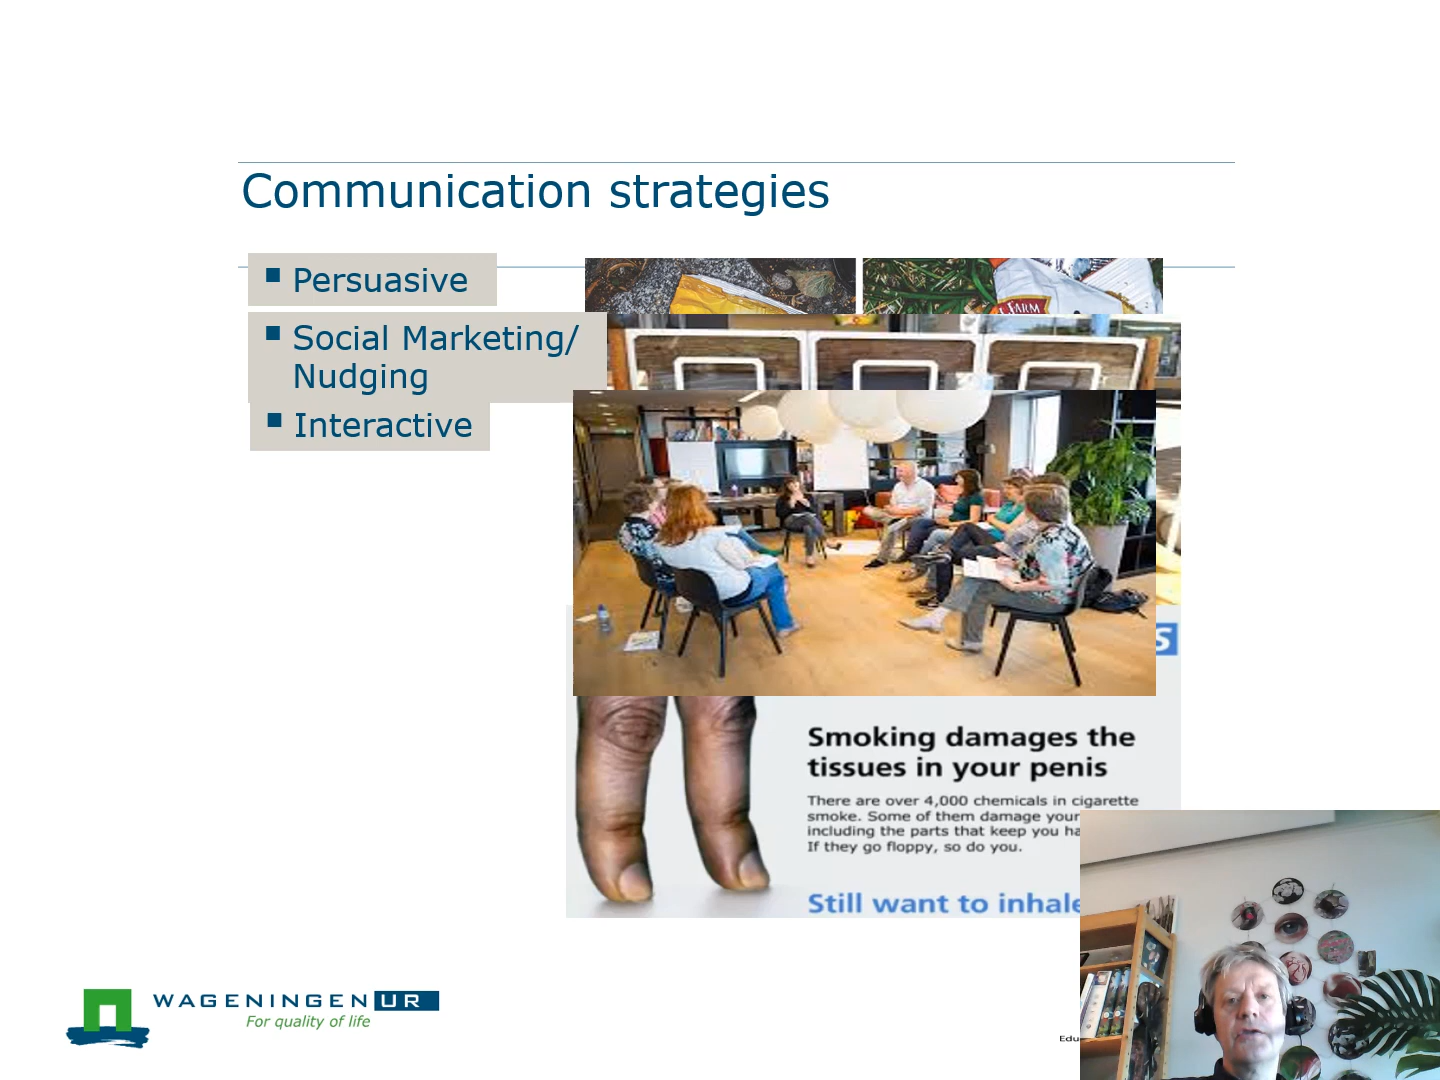 Communication strategies
Persuasive
Social Marketing/
Nudging
Interactive
FARM
S
Smoking damages the
tissues in your penis
There are over 4,000 chemicals in cigarette
smoke. Some of them damage your
including the parts that keep you
If they go floppy, so do you.
Still want to
WAGENINGEN UR
For quality of life